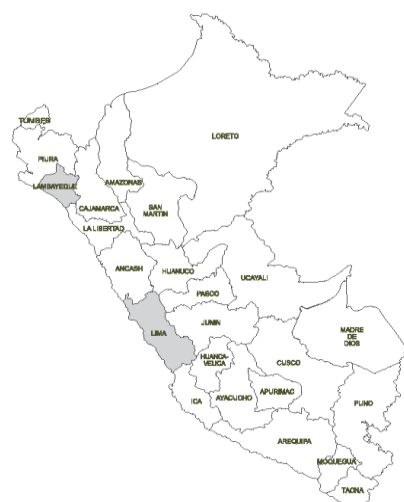 TUMBES
PIURA
LORETO
LAMBAYEQUE
AMAZONAS
CAJAMARCA
SAN
MARTIN
LA LIBERTAD
ANCASH
HUANUCO
UCAYALI
PASCO
LIMA
JUNIN
MADRE
DE
DIOS
HUANCA-
VELICA
CUSCO
ICA
AYACUCHO
APURIMAC
PUNO
AREQUIPA
MOQUEGUA
TACNA